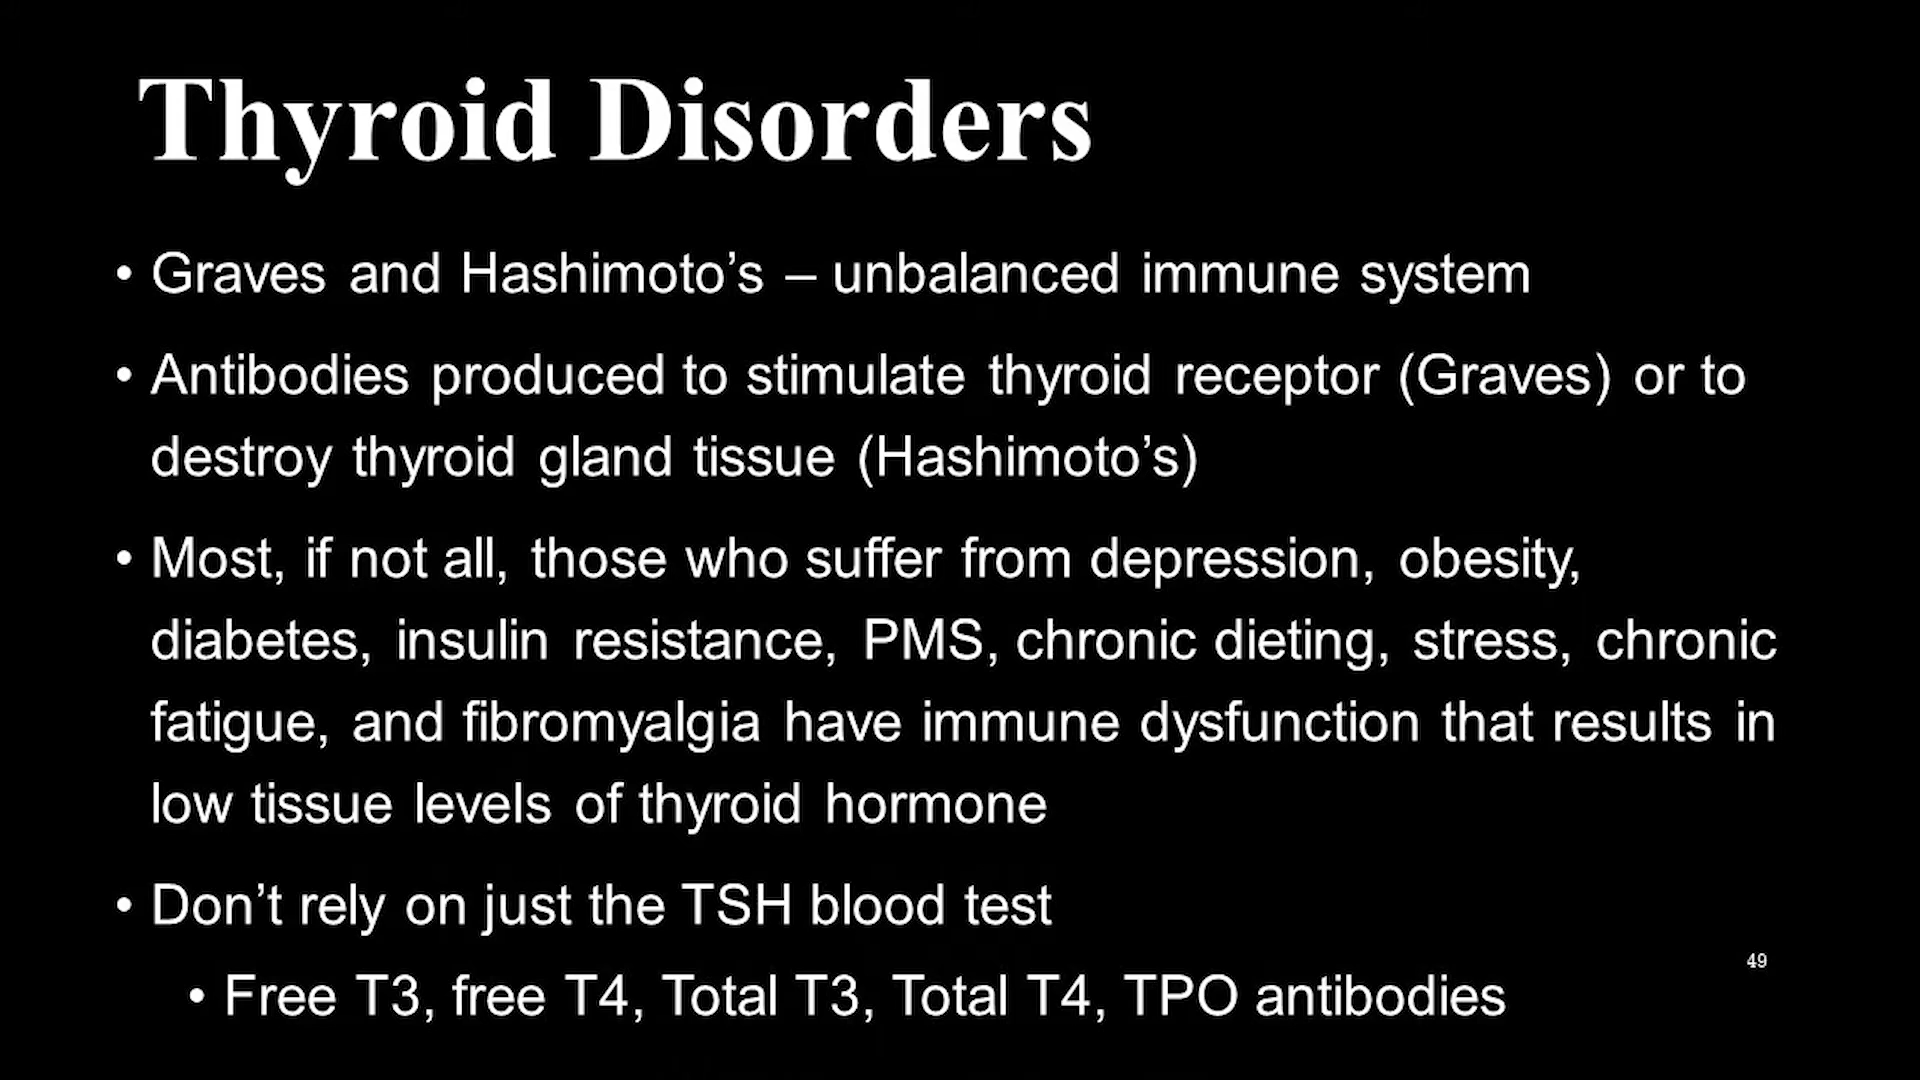 Thyroid Disorders
• Graves and Hashimoto’s – unbalanced immune system
• Antibodies produced to stimulate thyroid receptor (Graves) or to
destroy thyroid gland tissue (Hashimoto’s)
• Most, if not all, those who suffer from depression, obesity,
diabetes, insulin resistance, PMS, chronic dieting, stress, chronic
fatigue, and fibromyalgia have immune dysfunction that results in
low tissue levels of thyroid hormone
• Don’t rely on just the TSH blood test
49
• Free T3, free T4, Total T3, Total T4, TPO antibodies